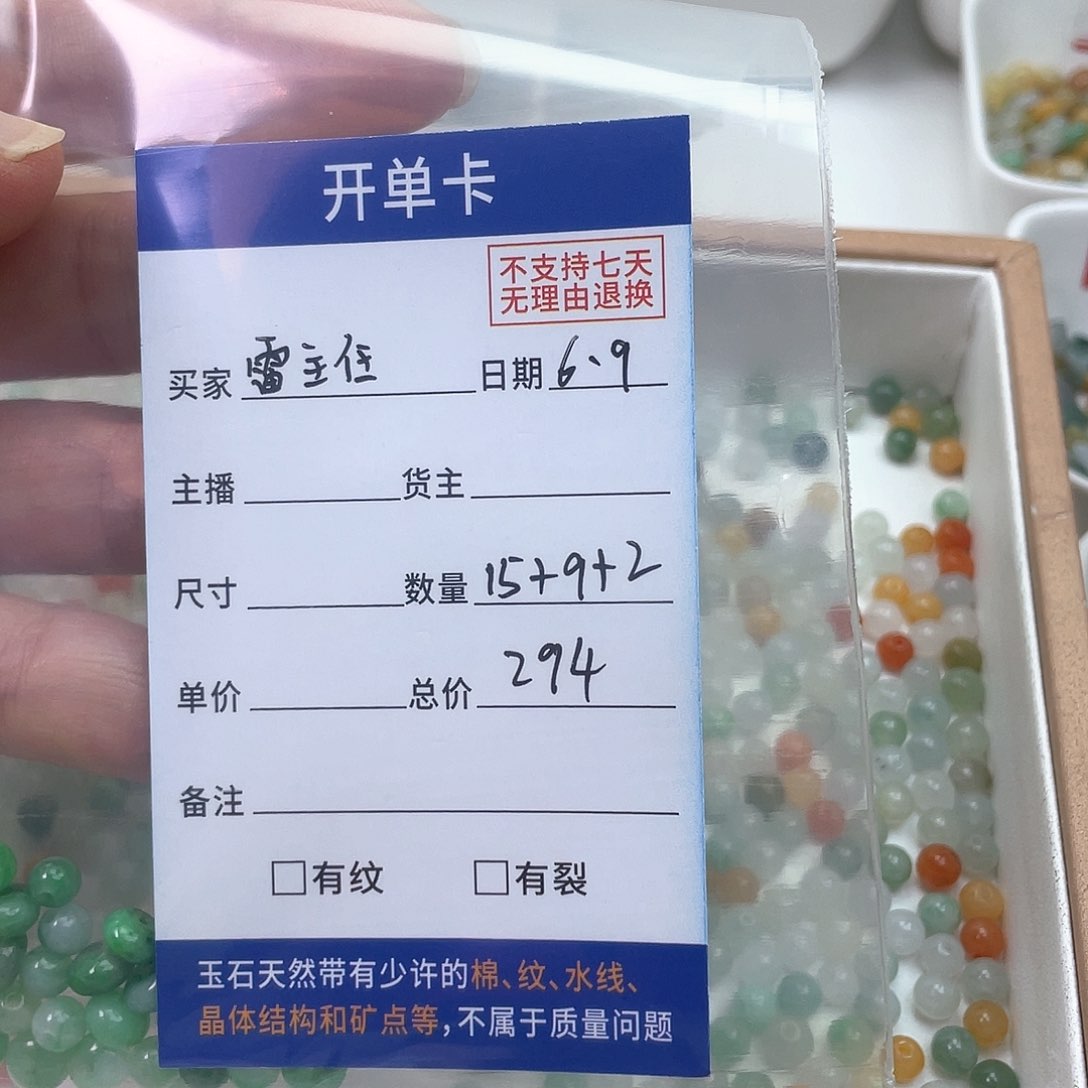 开单卡
不支持七天
无理由退换
买家 雷主任 日期 6、9
主播 货主
尺寸 数量 15+9+2
单价 总价 294
备注
□有纹 □有裂
玉石天然带有少许的棉、纹、水线、
晶体结构和矿点等，不属于质量问题